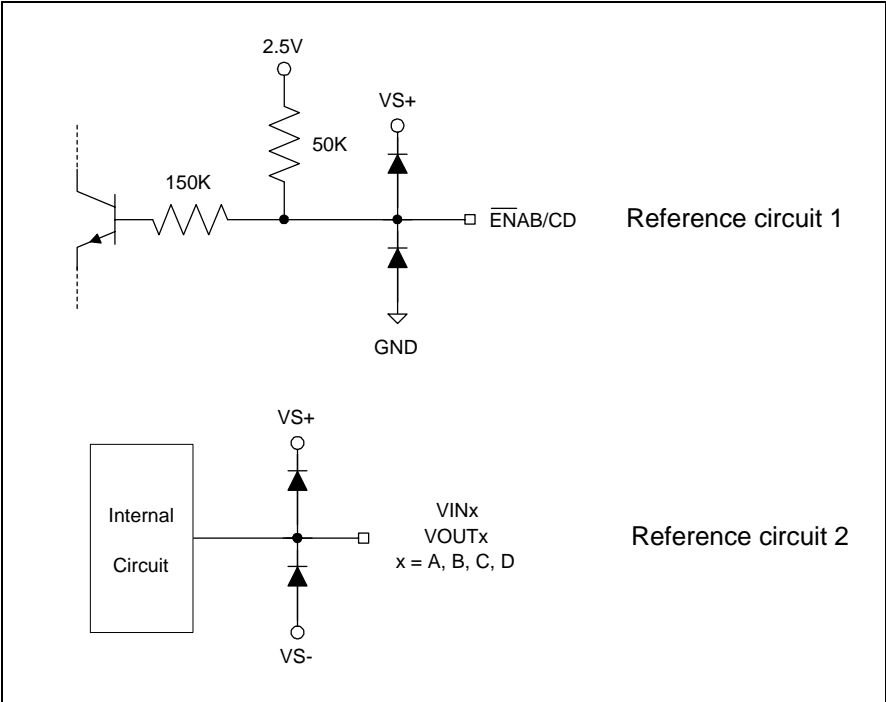 2.5V
VS+
50K
150K
E̅N̅AB/CD
Reference circuit 1
GND
VS+
Internal
Circuit
VINx
VOUTx
x = A, B, C, D
Reference circuit 2
VS-